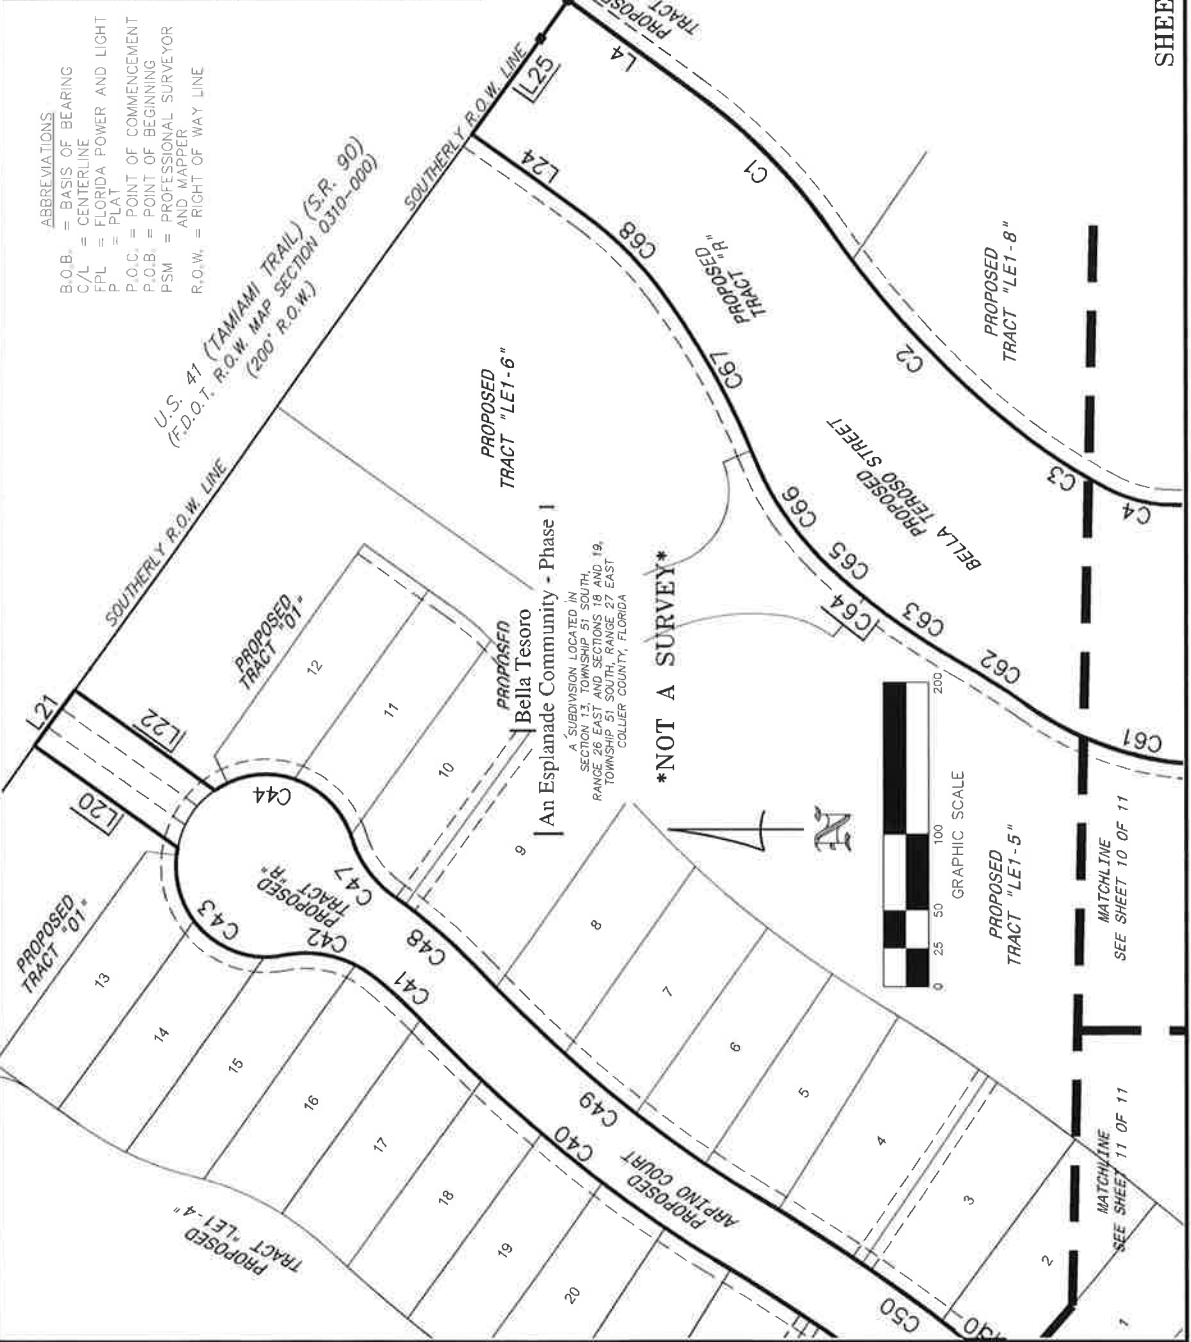 ABBREVIATIONS
B.O.B. = BASIS OF BEARING
C/L = CENTERLINE
FPL = FLORIDA POWER AND LIGHT
P = PLAT
P.O.C. = POINT OF COMMENCEMENT
P.O.B. = POINT OF BEGINNING
PSM = PROFESSIONAL SURVEYOR
AND MAPPER
R.O.W. = RIGHT OF WAY LINE
U.S. 41 (TAMIAMI TRAIL) (S.R. 90)
(F.D.O.T. R.O.W. MAP SECTION 0310-000)
(200' R.O.W.)
SOUTHERLY R.O.W. LINE
SOUTHERLY R.O.W. LINE
PROPOSED
TRACT
SHEE
L25
L4
L24
C1
C68
PROPOSED
TRACT "R"
C67
C2
PROPOSED
TRACT "LE1-8"
PROPOSED
TRACT "LE1-6"
C3
C4
PROPOSED
BELLA TEROSO STREET
C66
C65
C64
C63
C62
C61
PROPOSED
TRACT "01"
12
11
10
9
8
7
6
5
4
3
2
1
L21
L22
L20
C44
C47
C43
C42
PROPOSED
TRACT "R"
C48
C41
PROPOSED
TRACT "01"
13
14
15
16
17
18
19
20
PROPOSED
Bella Tesoro
An Esplanade Community - Phase 1
A SUBDIVISION LOCATED IN
SECTION 13, TOWNSHIP 51 SOUTH,
RANGE 26 EAST AND SECTIONS 18 AND 19,
TOWNSHIP 51 SOUTH, RANGE 27 EAST
COLLIER COUNTY, FLORIDA
*NOT A SURVEY*
N
0 25 50 100 200
GRAPHIC SCALE
PROPOSED
TRACT "LE1-5"
MATCHLINE
SEE SHEET 10 OF 11
MATCHLINE
SEE SHEET 11 OF 11
C49
C40
PROPOSED
ARPINO COURT
C50
PROPOSED
TRACT "LE1-4"